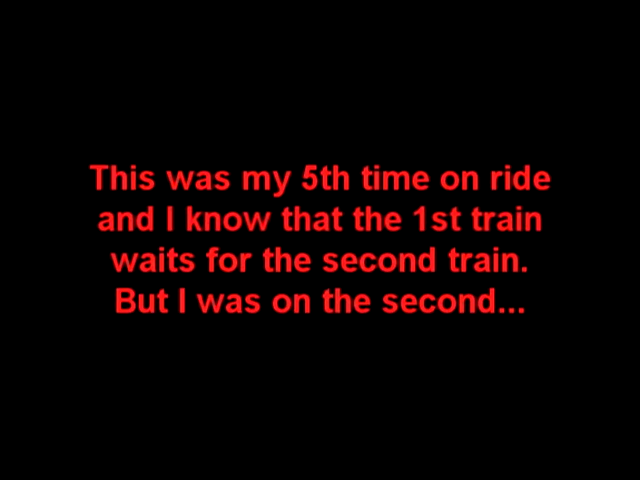 This was my 5th time on ride
and I know that the 1st train
waits for the second train.
But I was on the second...